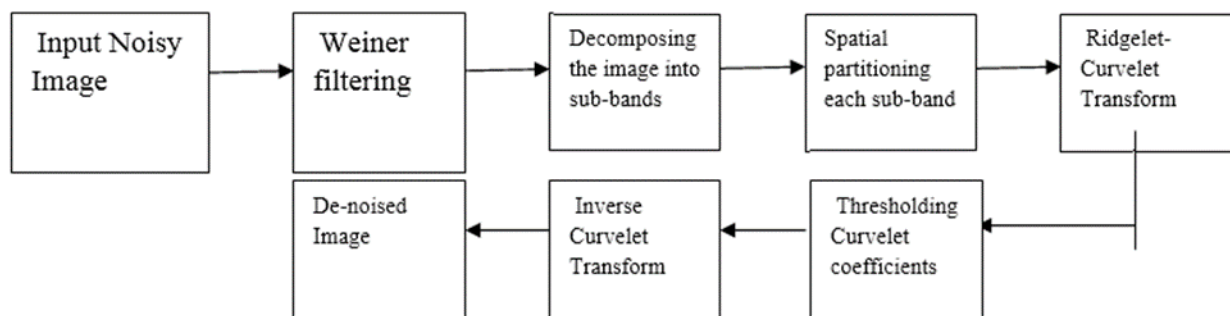 Input Noisy
Image
Weiner
filtering
Decomposing
the image into
sub-bands
Spatial
partitioning
each sub-band
Ridgelet-
Curvelet
Transform
De-noised
Image
Inverse
Curvelet
Transform
Thresholding
Curvelet
coefficients